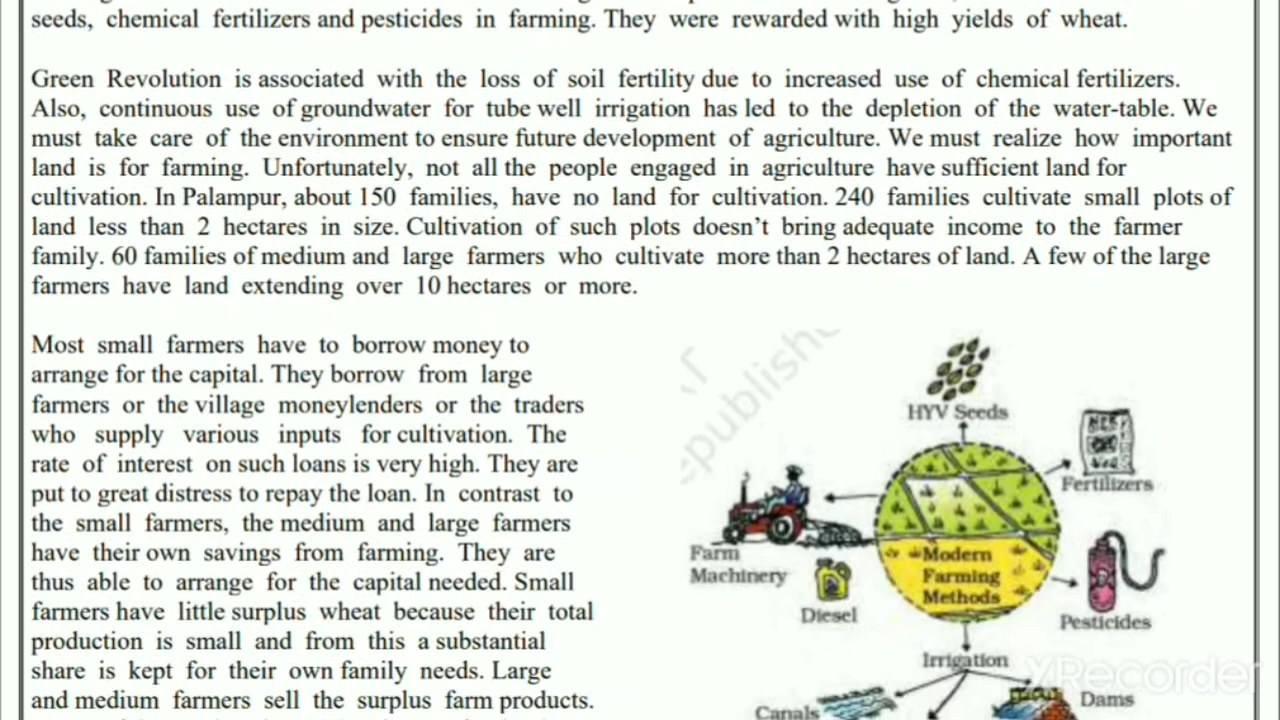 seeds, chemical fertilizers and pesticides in farming. They were rewarded with high yields of wheat.
Green Revolution is associated with the loss of soil fertility due to increased use of chemical fertilizers.
Also, continuous use of groundwater for tube well irrigation has led to the depletion of the water-table. We
must take care of the environment to ensure future development of agriculture. We must realize how important
land is for farming. Unfortunately, not all the people engaged in agriculture have sufficient land for
cultivation. In Palampur, about 150 families, have no land for cultivation. 240 families cultivate small plots of
land less than 2 hectares in size. Cultivation of such plots doesn’t bring adequate income to the farmer
family. 60 families of medium and large farmers who cultivate more than 2 hectares of land. A few of the large
farmers have land extending over 10 hectares or more.
Most small farmers have to borrow money to
arrange for the capital. They borrow from large
farmers or the village moneylenders or the traders
who supply various inputs for cultivation. The
rate of interest on such loans is very high. They are
put to great distress to repay the loan. In contrast to
the small farmers, the medium and large farmers
have their own savings from farming. They are
thus able to arrange for the capital needed. Small
farmers have little surplus wheat because their total
production is small and from this a substantial
share is kept for their own family needs. Large
and medium farmers sell the surplus farm products.
HYV Seeds
Fertilizers
Farm
Machinery
Diesel
Modern
Farming
Methods
Pesticides
Irrigation
Canals
Dams
XRecorder